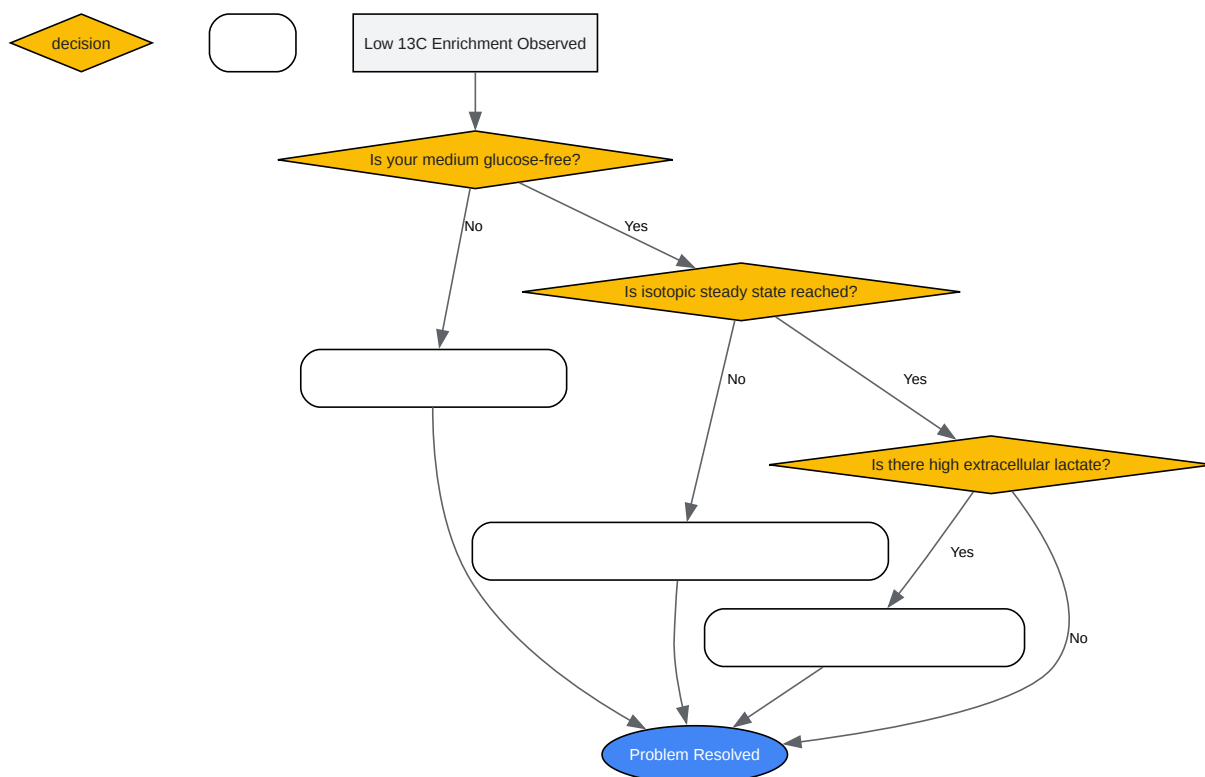 decision
Low 13C Enrichment Observed
Is your medium glucose-free?
No
Yes
Is isotopic steady state reached?
No
Yes
Is there high extracellular lactate?
Yes
No
Problem Resolved